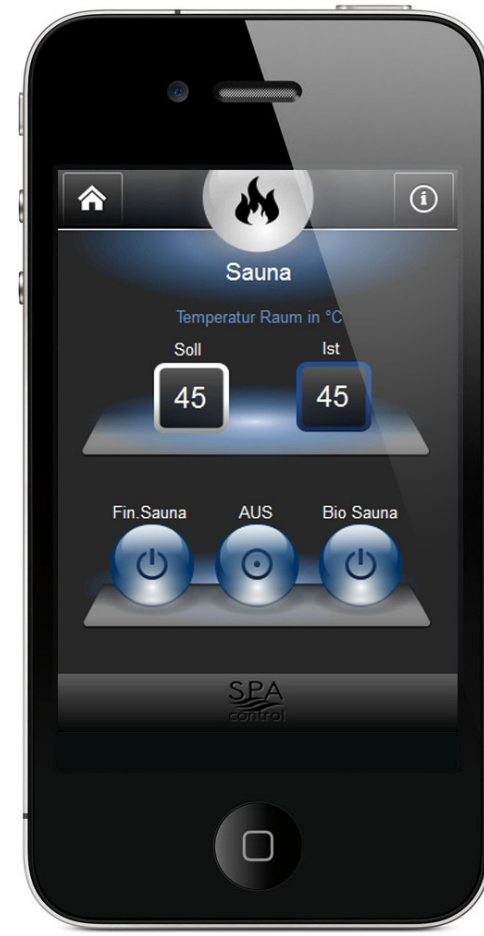 Sauna
Temperatur Raum in °C
Soll Ist
45 45
Fin.Sauna AUS Bio Sauna
SPA
control